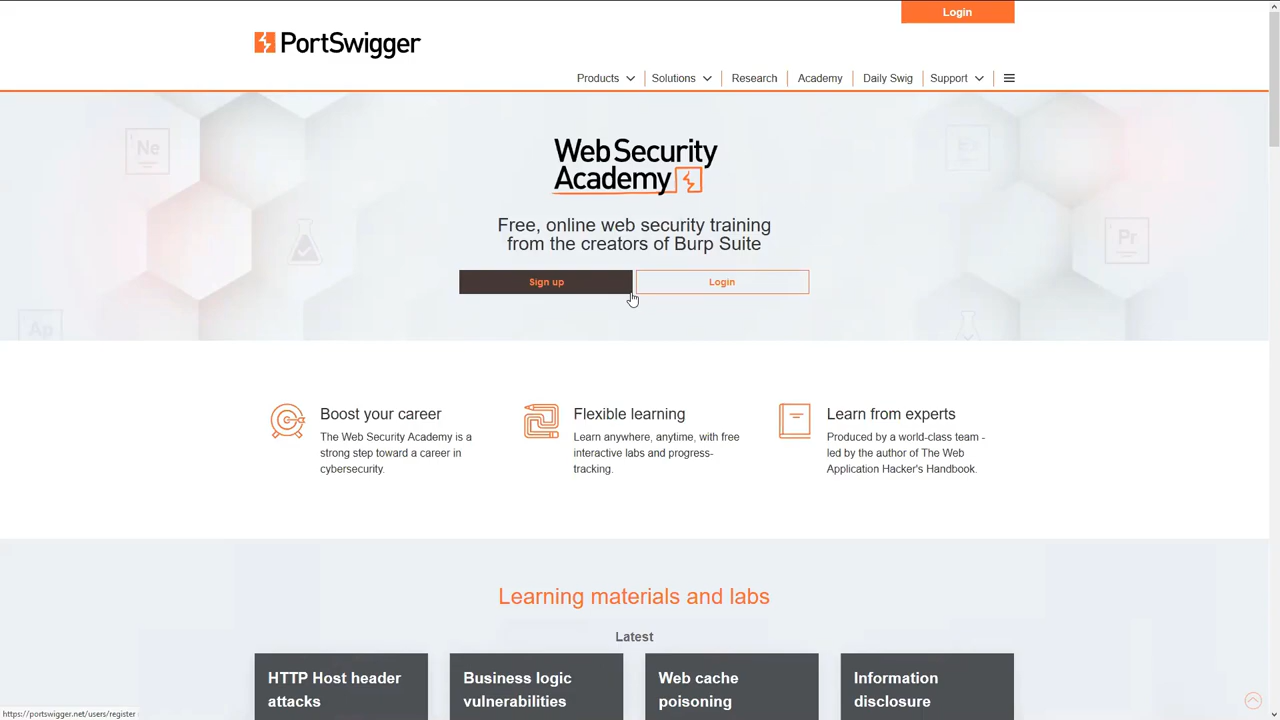 Login
PortSwigger
Products
Solutions
Research
Academy
Daily Swig
Support
Ne
Web Security
Academy
Pr
Ap
Free, online web security training
from the creators of Burp Suite
Sign up
Login
Boost your career
The Web Security Academy is a
strong step toward a career in
cybersecurity.
Flexible learning
Learn anywhere, anytime, with free
interactive labs and progress-
tracking.
Learn from experts
Produced by a world-class team -
led by the author of The Web
Application Hacker's Handbook.
Learning materials and labs
Latest
HTTP Host header
attacks
Business logic
vulnerabilities
Web cache
poisoning
Information
disclosure
https://portswigger.net/users/register